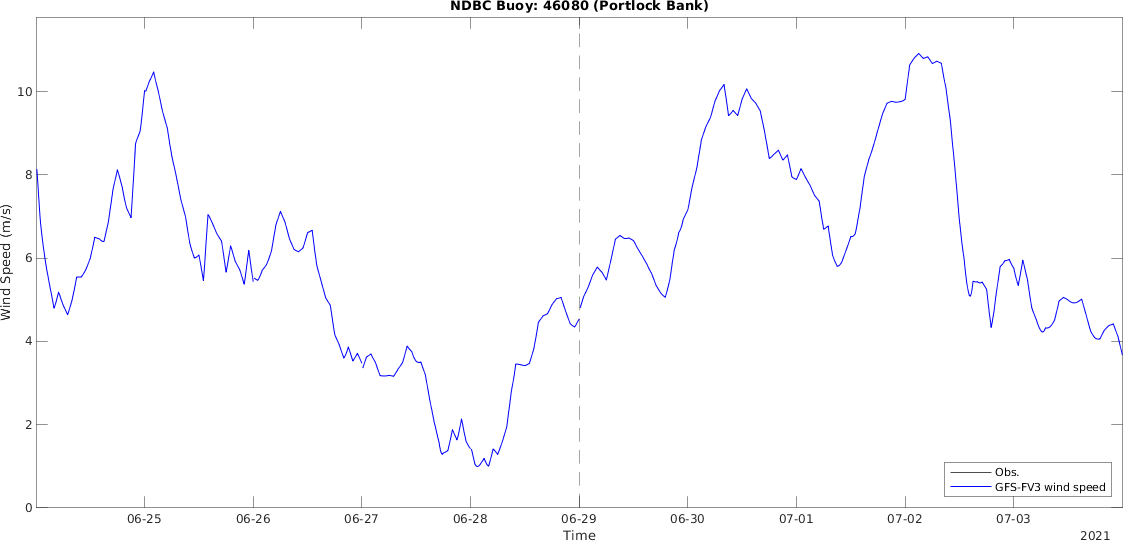 NDBC Buoy: 46080 (Portlock Bank)
Wind Speed (m/s)
10
8
6
4
2
0
06-25 06-26 06-27 06-28 06-29 06-30 07-01 07-02 07-03
Time
2021
Obs.
GFS-FV3 wind speed